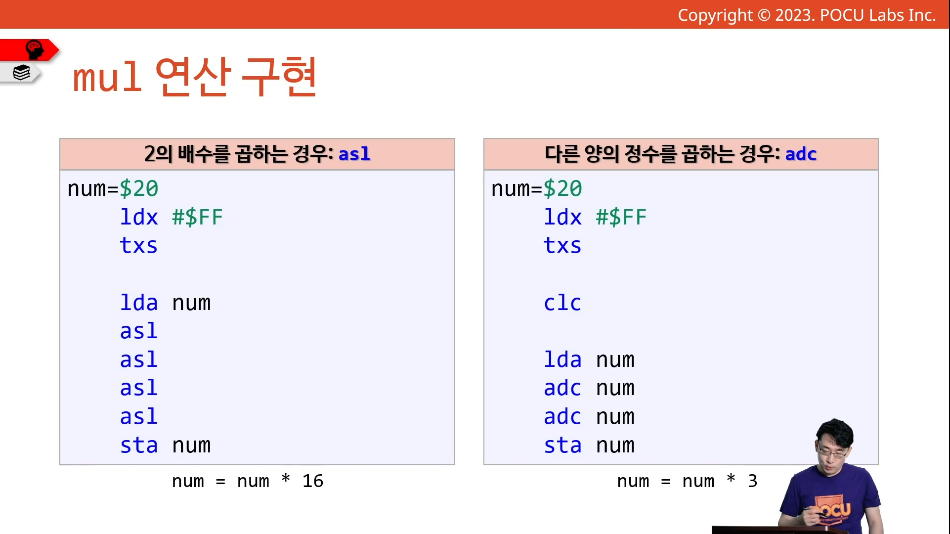 Copyright © 2023. POCU Labs Inc.
mul 연산 구현
2의 배수를 곱하는 경우: asl
num=$20
ldx #$FF
txs
lda num
asl
asl
asl
asl
sta num
num = num * 16
다른 양의 정수를 곱하는 경우: adc
num=$20
ldx #$FF
txs
clc
lda num
adc num
adc num
sta num
num = num * 3
POCU